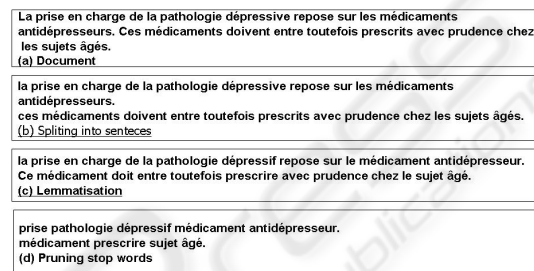 La prise en charge de la pathologie dépressive repose sur les médicaments
antidépresseurs. Ces médicaments doivent entre toutefois prescrits avec prudence chez
les sujets âgés.
(a) Document
la prise en charge de la pathologie dépressive repose sur les médicaments
antidépresseurs.
ces médicaments doivent entre toutefois prescrits avec prudence chez les sujets âgés.
(b) Spliting into senteces
la prise en charge de la pathologie dépressif repose sur le médicament antidépresseur.
Ce médicament doit entre toutefois prescrire avec prudence chez le sujet âgé.
(c) Lemmatisation
prise pathologie dépressif médicament antidépresseur.
médicament prescrire sujet âgé.
(d) Pruning stop words